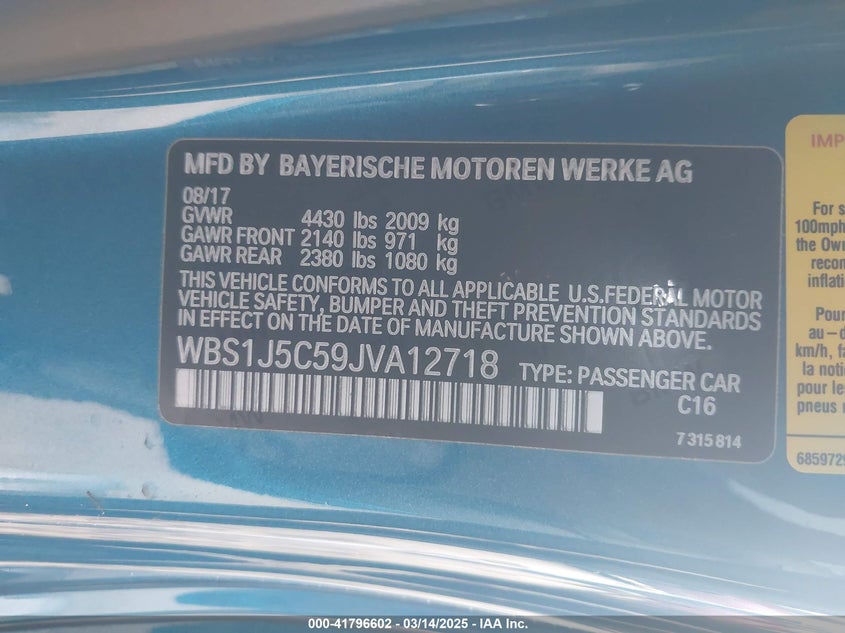 MFD BY BAYERISCHE MOTOREN WERKE AG
08/17
GVWR 4430 lbs 2009 kg
GAWR FRONT 2140 lbs 971 kg
GAWR REAR 2380 lbs 1080 kg
THIS VEHICLE CONFORMS TO ALL APPLICABLE U.S.FEDERAL MOTOR
VEHICLE SAFETY, BUMPER AND THEFT PREVENTION STANDARDS
IN EFFECT ON THE DATE OF MANUFACTURE SHOWN ABOVE.
WBS1J5C59JVA12718 TYPE: PASSENGER CAR
C16
7 315 814
IMP
For s
100mph
the Own
recon
inflati
Pour
au-d
km/h, fa
la notic
pour les
pneus
685972
000-41796602 - 03/14/2025 - IAA Inc.